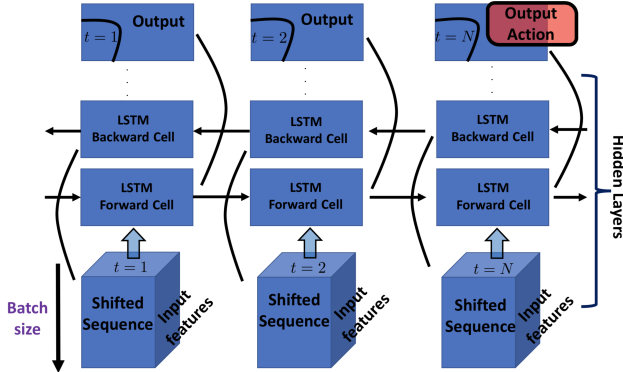 t = 1
Output
t = 2
Output
t = N
Output
Action
LSTM
Backward Cell
LSTM
Backward Cell
LSTM
Backward Cell
LSTM
Forward Cell
LSTM
Forward Cell
LSTM
Forward Cell
Hidden Layers
t = 1
t = 2
t = N
Batch
size
Shifted
Sequence
Input
features
Shifted
Sequence
Input
features
Shifted
Sequence
Input
features